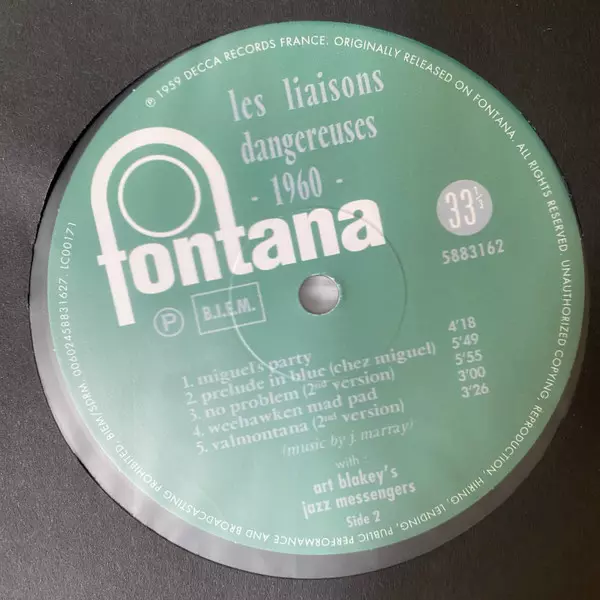 ℗ 1959 DECCA RECORDS FRANCE. ORIGINALLY RELEASED ON FONTANA. ALL RIGHTS RESERVED. UNAUTHORIZED COPYING, REPRODUCTION, HIRING, LENDING, PUBLIC PERFORMANCE AND BROADCASTING PROHIBITED. BIEM/SDRM. 00602458831627. LC00171
les liaisons
dangereuses
- 1960 -
fontana
33 1/3
5883162
P B.I.E.M.
1. miguel's party 4'18
2. prelude in blue (chez miguel) 5'49
3. no problem (2nd version) 5'55
4. weehawken mad pad 3'00
5. valmontana (2nd version) 3'26
(music by j. marray)
with
art blakey's
jazz messengers
Side 2